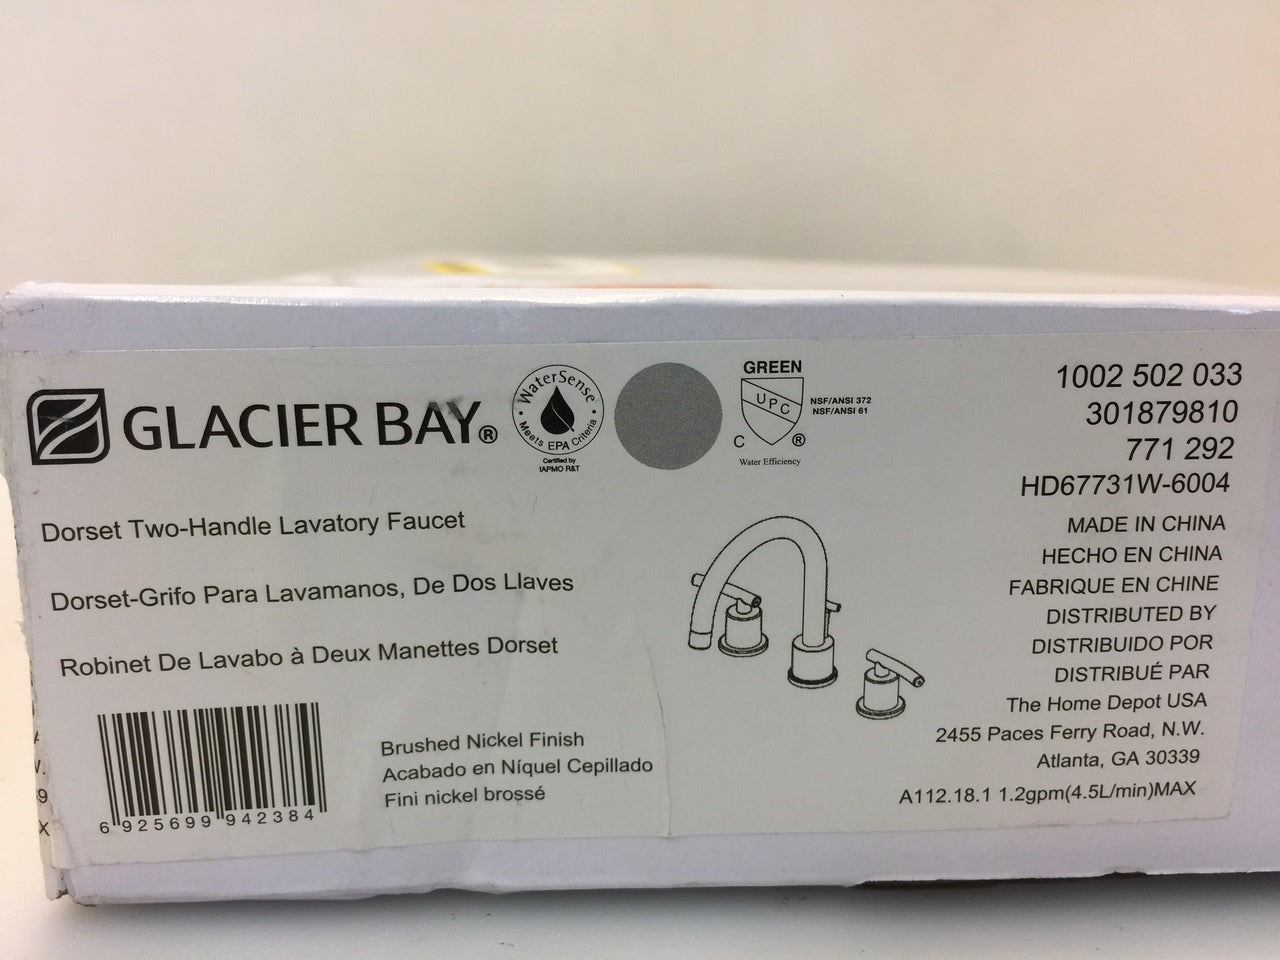 GLACIER BAY®
WaterSense
Meets EPA Criteria
Certified by
IAPMO R&T
GREEN
UPC
C ®
NSF/ANSI 372
NSF/ANSI 61
Water Efficiency
1002 502 033
301879810
771 292
HD67731W-6004
Dorset Two-Handle Lavatory Faucet
Dorset-Grifo Para Lavamanos, De Dos Llaves
Robinet De Lavabo à Deux Manettes Dorset
MADE IN CHINA
HECHO EN CHINA
FABRIQUE EN CHINE
DISTRIBUTED BY
DISTRIBUIDO POR
DISTRIBUÉ PAR
The Home Depot USA
2455 Paces Ferry Road, N.W.
Atlanta, GA 30339
A112.18.1 1.2gpm(4.5L/min)MAX
Brushed Nickel Finish
Acabado en Níquel Cepillado
Fini nickel brossé
6 925699 942384